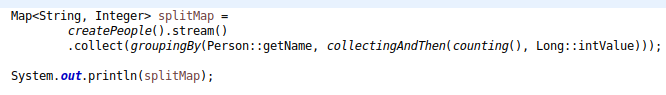 Map<String, Integer> splitMap =
createPeople().stream()
.collect(groupingBy(Person::getName, collectingAndThen(counting(), Long::intValue)));
System.out.println(splitMap);